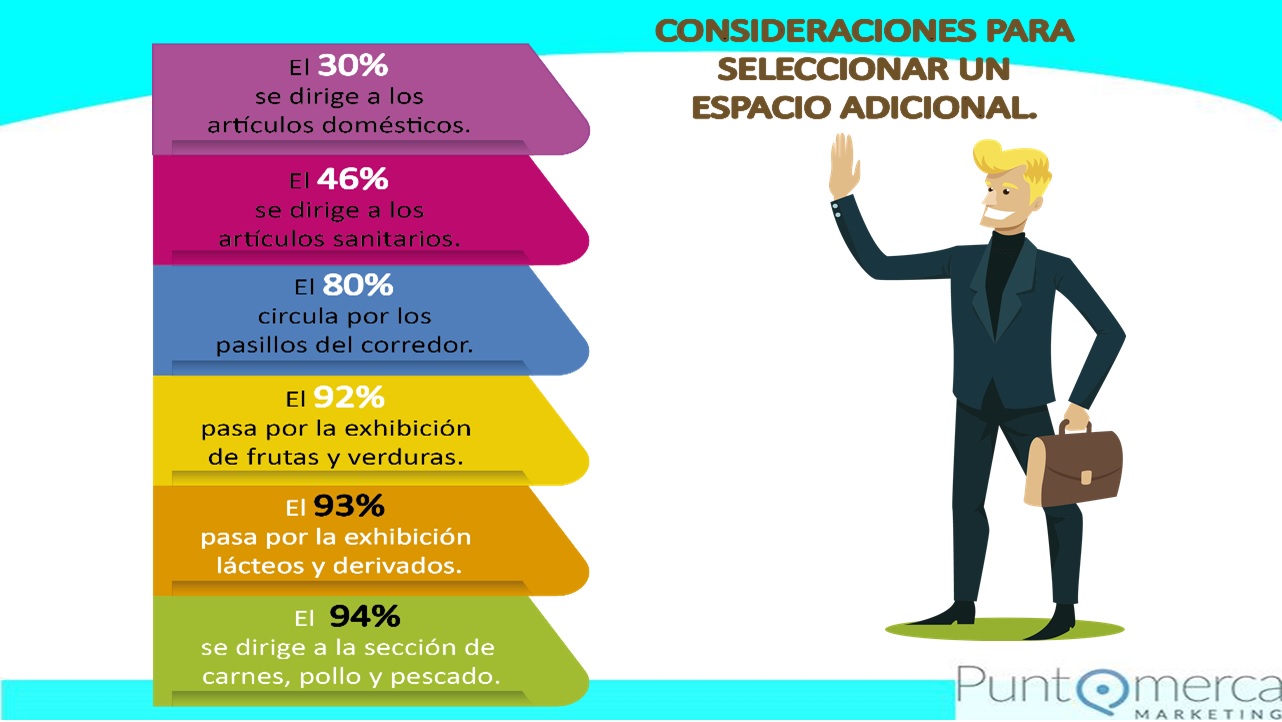 CONSIDERACIONES PARA
SELECCIONAR UN
ESPACIO ADICIONAL.
El 30%
se dirige a los
artículos domésticos.
El 46%
se dirige a los
artículos sanitarios.
El 80%
circula por los
pasillos del corredor.
El 92%
pasa por la exhibición
de frutas y verduras.
El 93%
pasa por la exhibición
lácteos y derivados.
El 94%
se dirige a la sección de
carnes, pollo y pescado.
Puntomerca
MARKETING